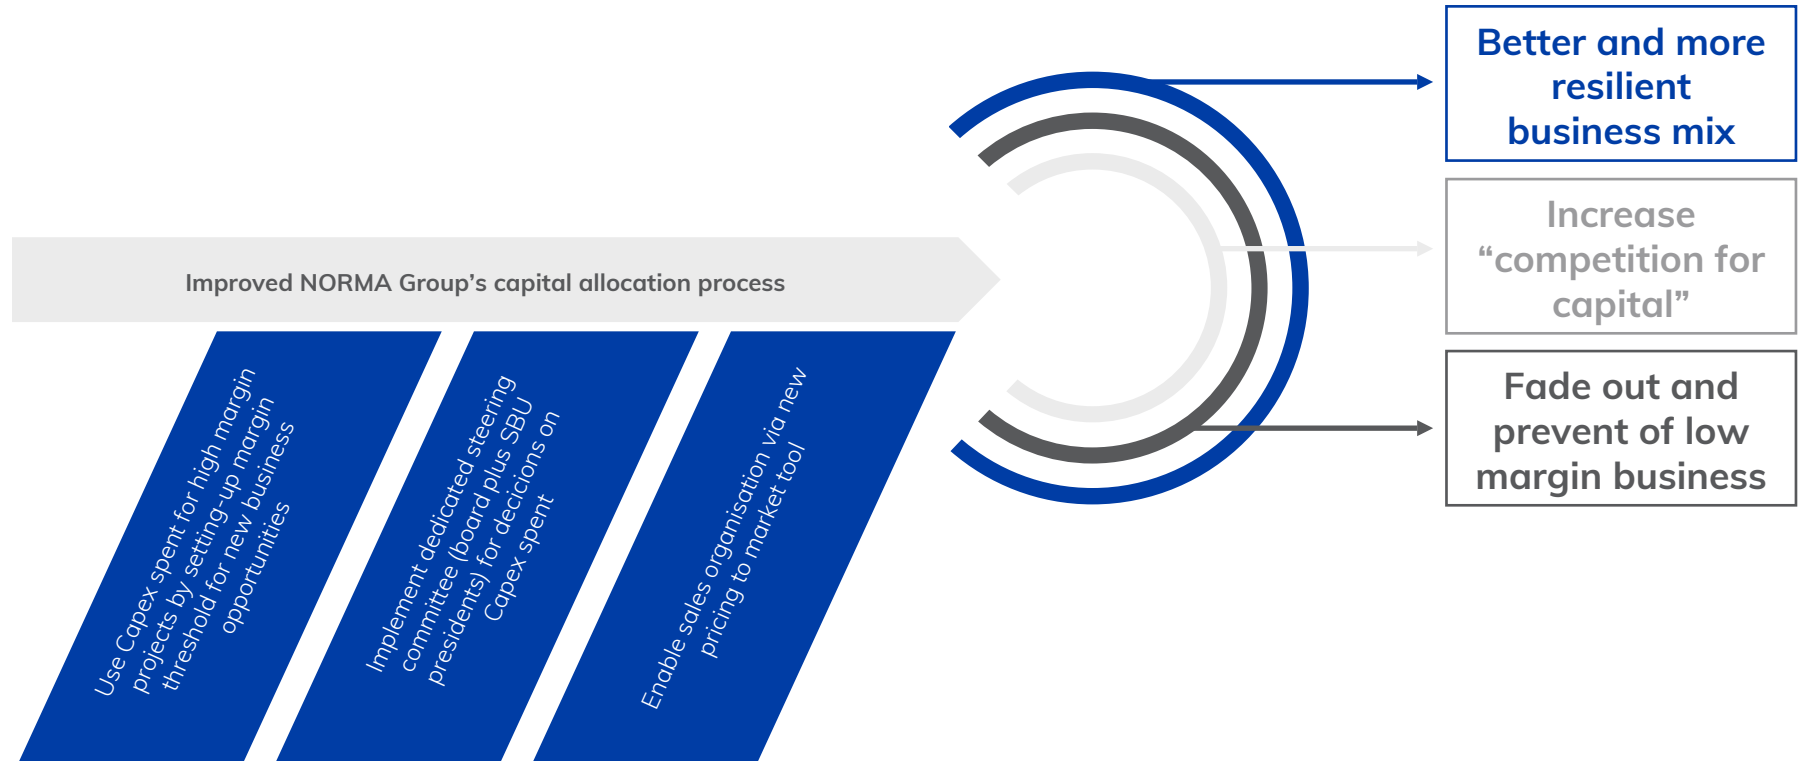 Better and more
resilient
business mix
Increase
“competition for
capital”
Fade out and
prevent of low
margin business
Improved NORMA Group’s capital allocation process
Use Capex spent for high margin
projects by setting-up margin
threshold for new business
opportunities
Implement dedicated steering
committee (board plus SBU
presidents) for decicions on
Capex spent
Enable sales organisation via new
pricing to market tool